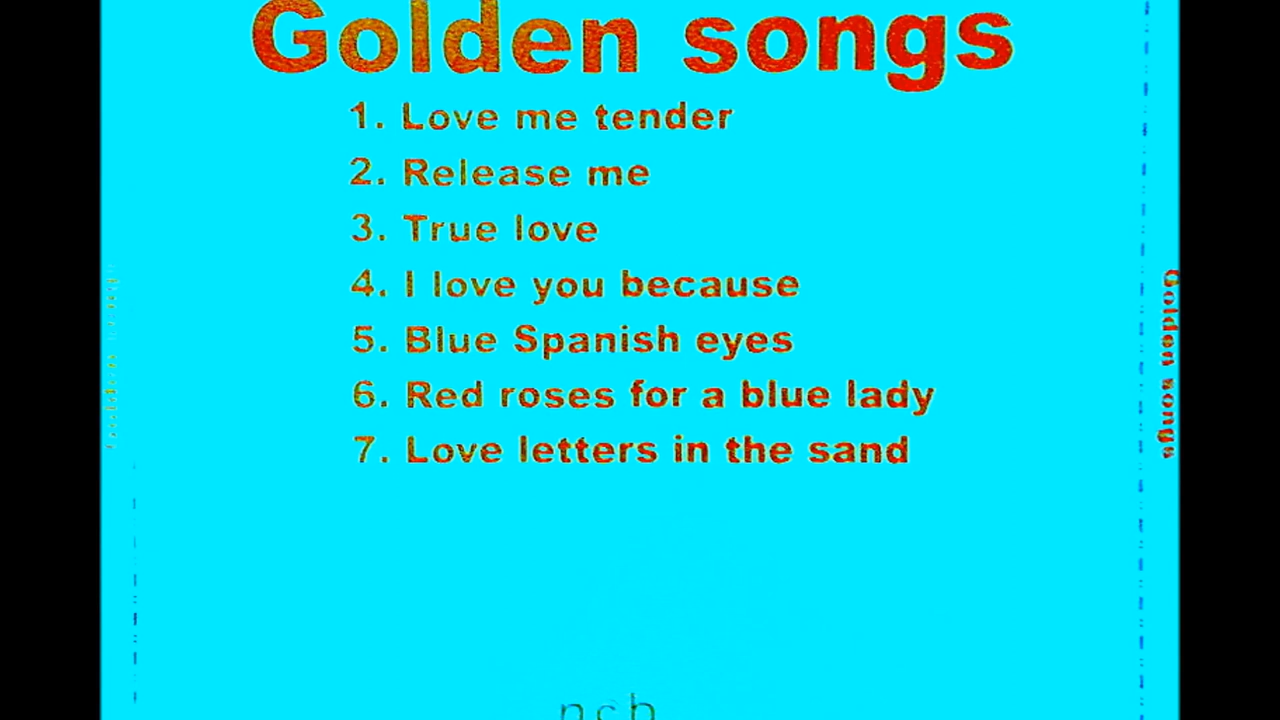 Golden songs
1. Love me tender
2. Release me
3. True love
4. I love you because
5. Blue Spanish eyes
6. Red roses for a blue lady
7. Love letters in the sand
Golden songs